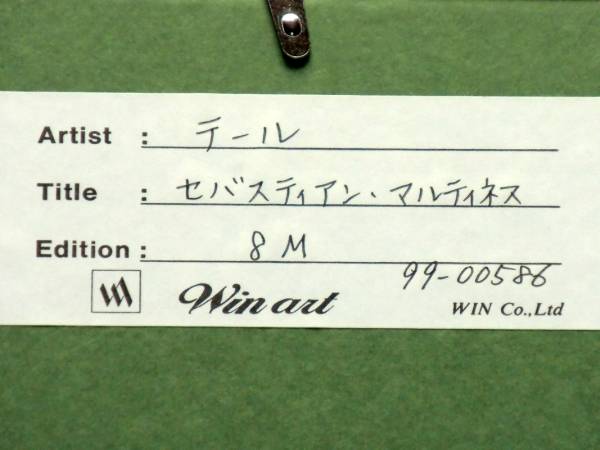 Artist : テール
Title : セバスティアン・マルティネス
Edition : 8M
99-00586
Win art
WIN Co.,Ltd